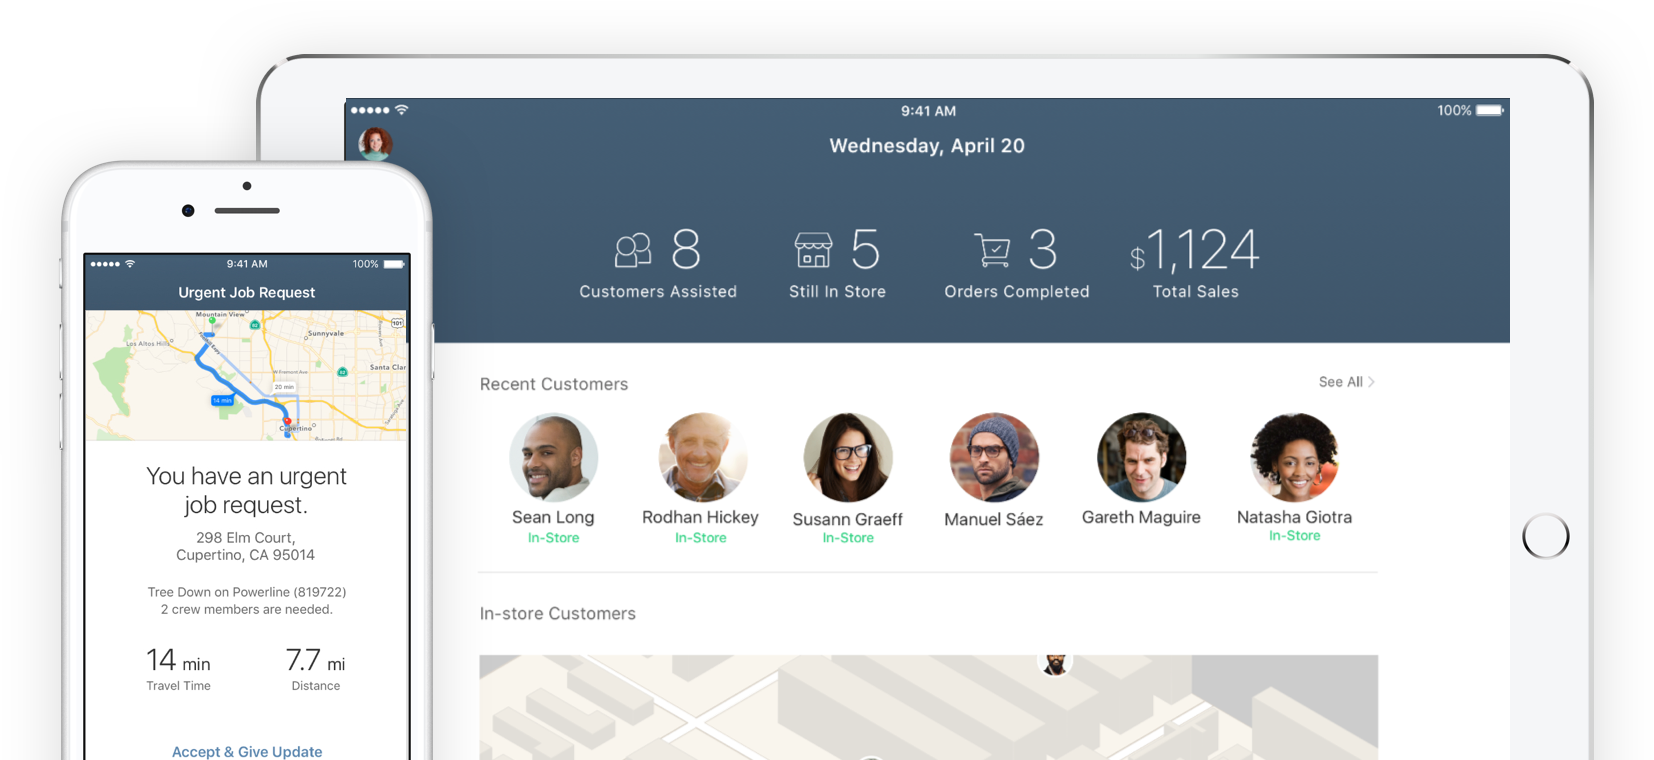 9:41 AM
100%
Wednesday, April 20
8
Customers Assisted
5
Still In Store
3
Orders Completed
$1,124
Total Sales
Recent Customers
See All
Sean Long
In-Store
Rodhan Hickey
In-Store
Susann Graeff
In-Store
Manuel Sáez
Gareth Maguire
Natasha Giotra
In-Store
In-store Customers
9:41 AM
100%
Urgent Job Request
Mountain View
101
Sunnyvale
Los Altos Hills
W Fremont Ave
82
82
Santa Clar
20 min
14 min
Cupertino
You have an urgent
job request.
298 Elm Court,
Cupertino, CA 95014
Tree Down on Powerline (819722)
2 crew members are needed.
14 min
Travel Time
7.7 mi
Distance
Accept & Give Update